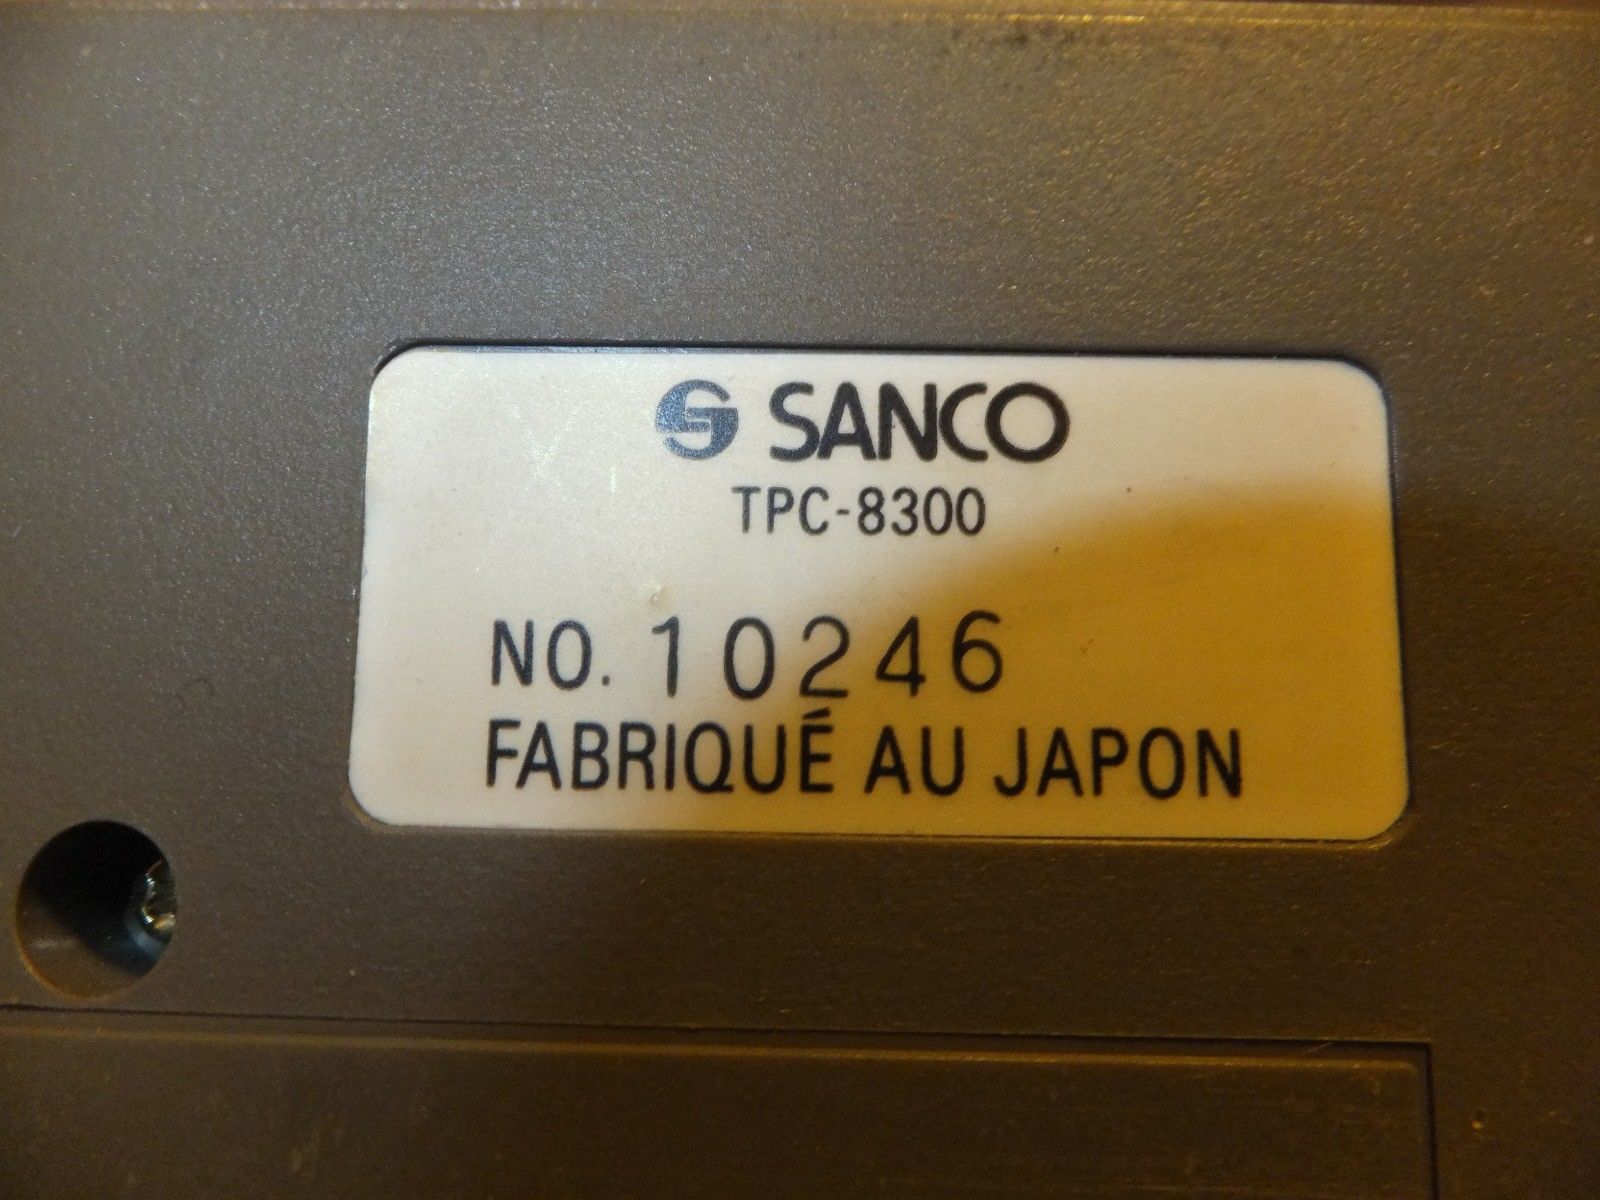 SANCO
TPC-8300
NO. 10246
FABRIQUÉ AU JAPON